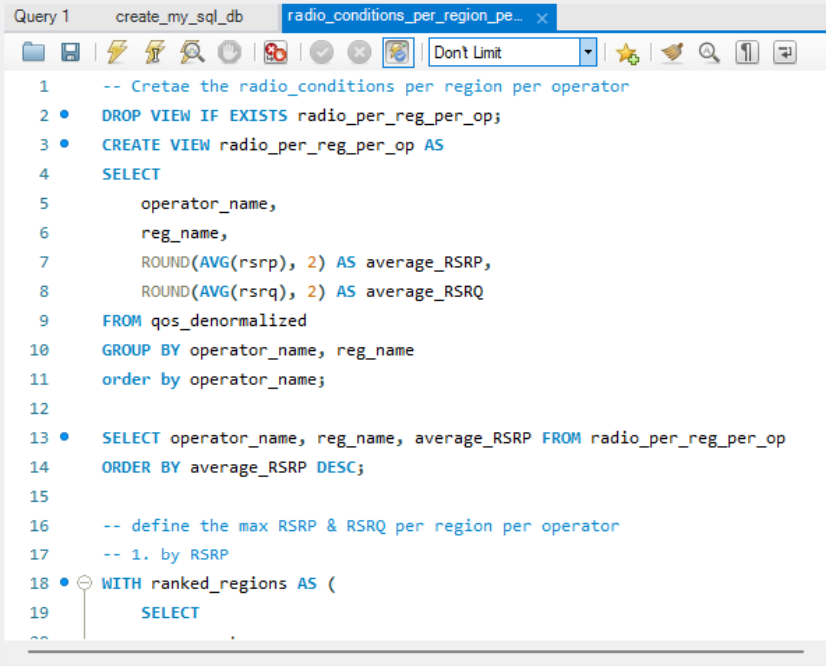 Query 1 create_my_sql_db radio_conditions_per_region_pe...
Don't Limit
1 -- Cretae the radio_conditions per region per operator
2 DROP VIEW IF EXISTS radio_per_reg_per_op;
3 CREATE VIEW radio_per_reg_per_op AS
4 SELECT
5 operator_name,
6 reg_name,
7 ROUND(AVG(rsrp), 2) AS average_RSRP,
8 ROUND(AVG(rsrq), 2) AS average_RSRQ
9 FROM qos_denormalized
10 GROUP BY operator_name, reg_name
11 order by operator_name;
12
13 SELECT operator_name, reg_name, average_RSRP FROM radio_per_reg_per_op
14 ORDER BY average_RSRP DESC;
15
16 -- define the max RSRP & RSRQ per region per operator
17 -- 1. by RSRP
18 WITH ranked_regions AS (
19 SELECT